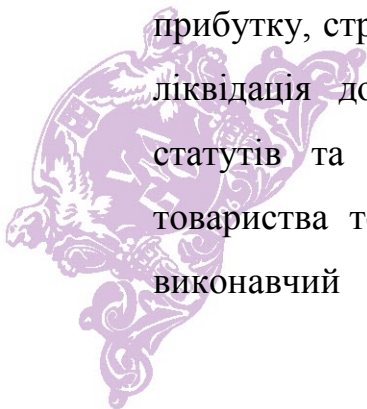 прибутку, стр
ліквідація до
статутів та
товариства т
виконавчий